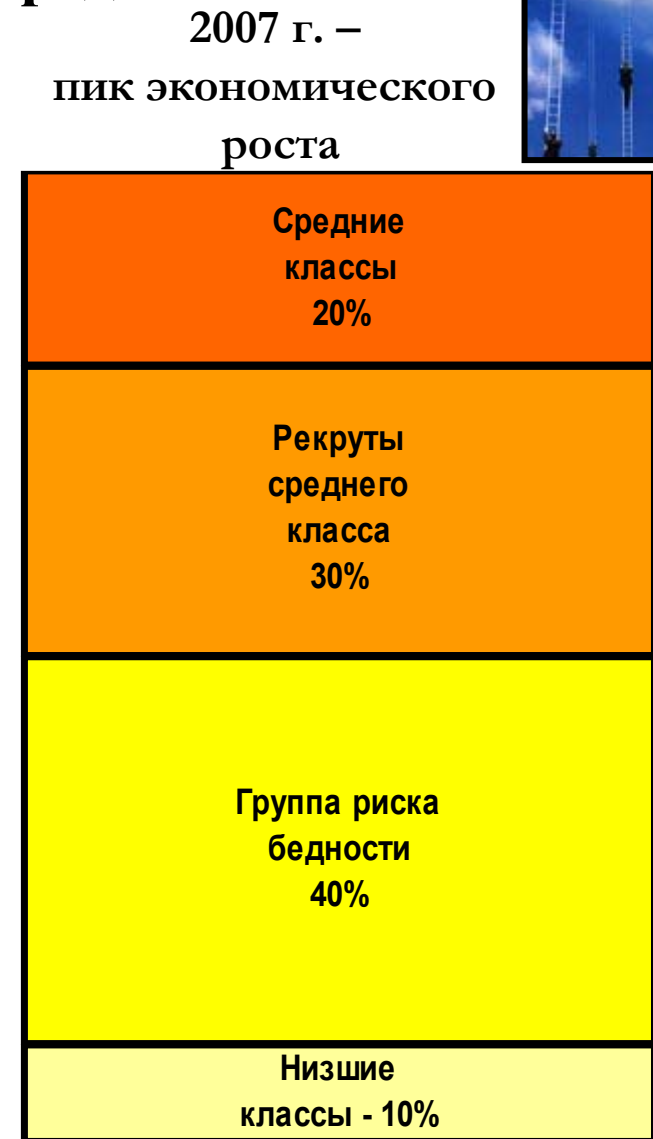 2007 г. –
пик экономического
роста
Средние
классы
20%
Рекруты
среднего
класса
30%
Группа риска
бедности
40%
Низшие
классы - 10%